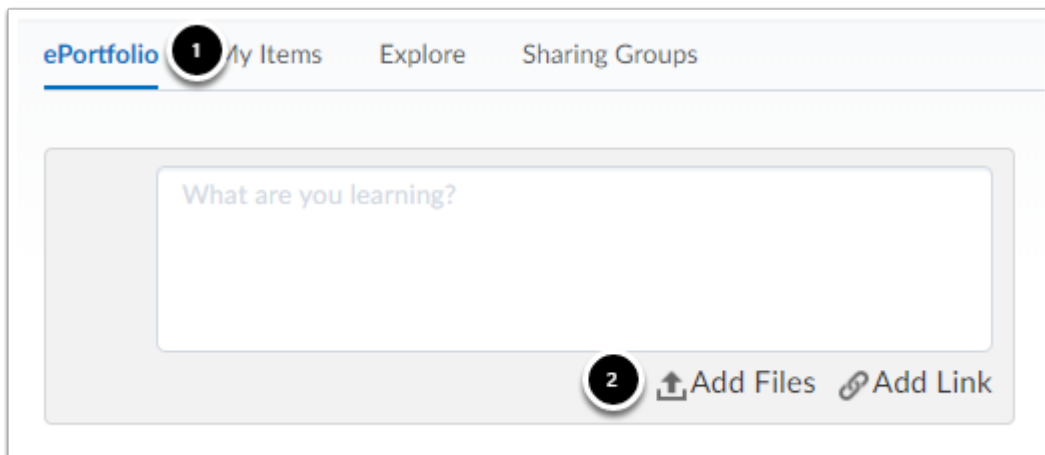 ePortfolio 1 My Items Explore Sharing Groups
What are you learning?
2 Add Files Add Link